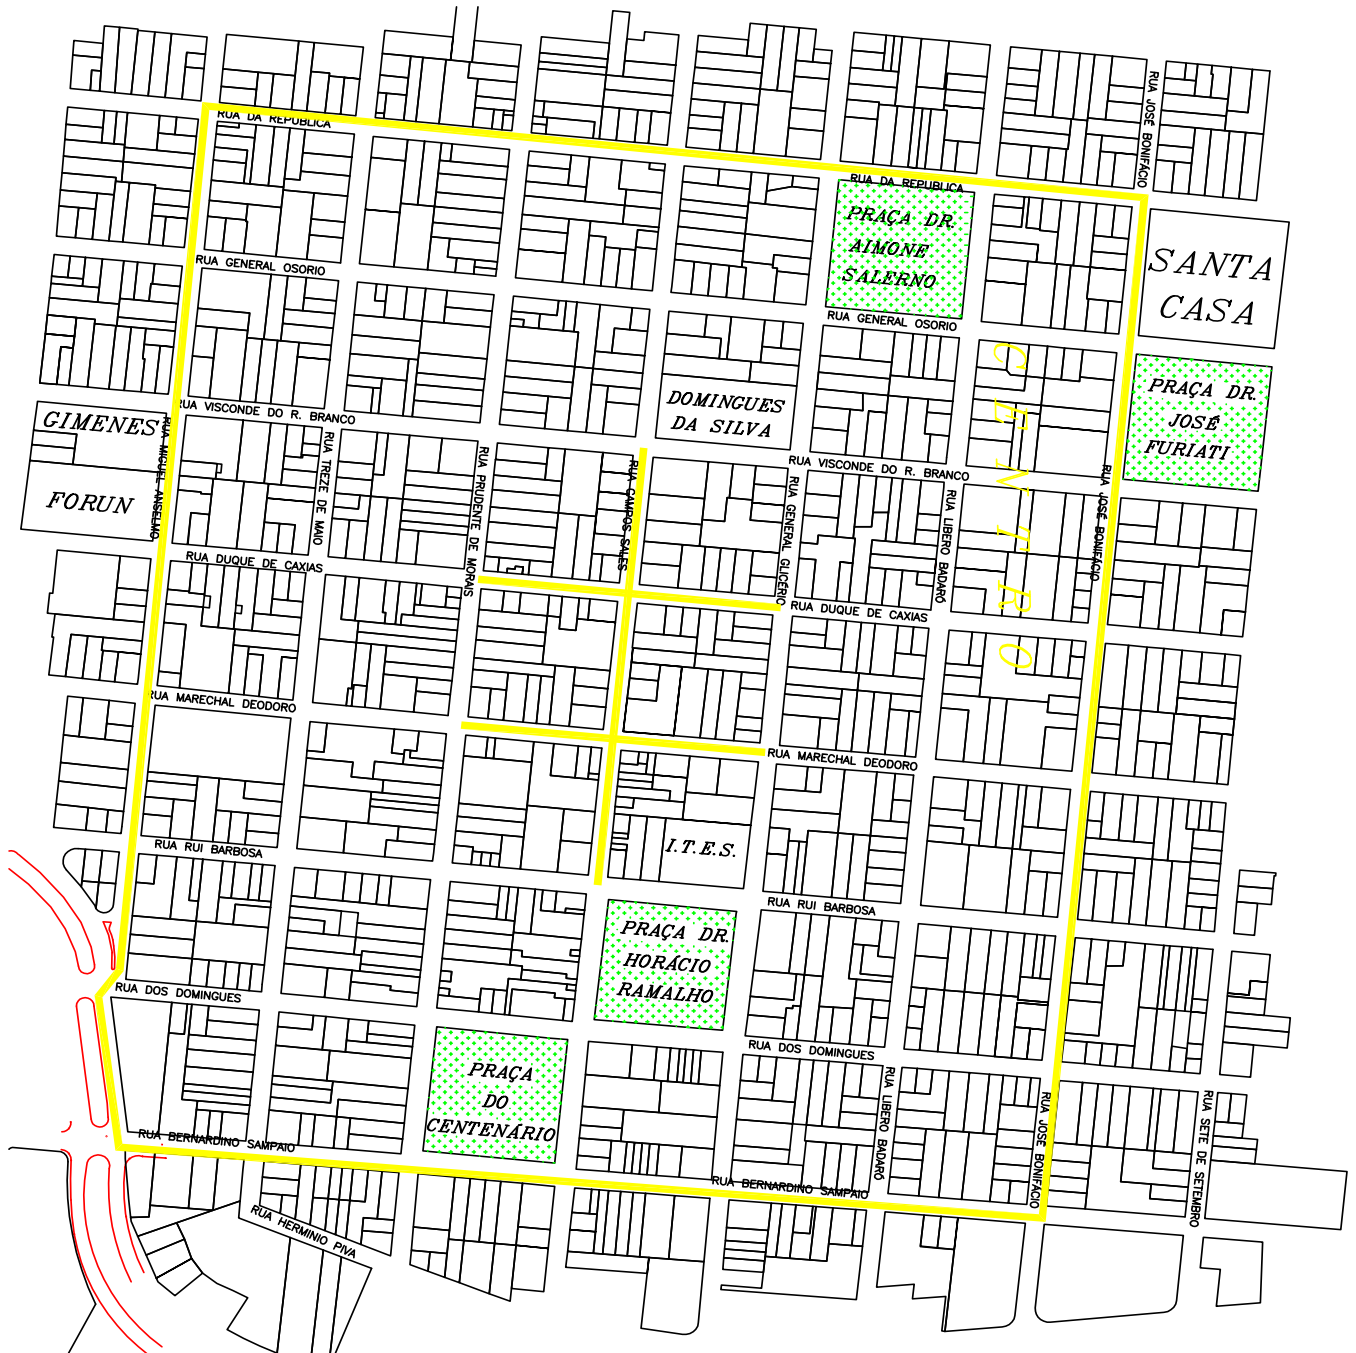 RUA JOSÉ BONIFÁCIO
RUA DA REPUBLICA
RUA DA REPUBLICA
PRAÇA DR.
AIMONE
SALERNO
SANTA
CASA
RUA GENERAL OSORIO
RUA GENERAL OSORIO
CENTRO
PRAÇA DR.
JOSÉ
FURIATI
DOMINGUES
DA SILVA
GIMENES
FORUN
RUA VISCONDE DO R. BRANCO
RUA VISCONDE DO R. BRANCO
RUA MIGUEL ANSELMO
RUA TREZE DE MAIO
RUA PRUDENTE DE MORAIS
RUA CAMPOS SALES
RUA GENERAL GLICÉRIO
RUA LIBERO BADARÓ
RUA JOSÉ BONIFÁCIO
RUA DUQUE DE CAXIAS
RUA DUQUE DE CAXIAS
RUA MARECHAL DEODORO
RUA MARECHAL DEODORO
I.T.E.S.
RUA RUI BARBOSA
RUA RUI BARBOSA
PRAÇA DR.
HORÁCIO
RAMALHO
RUA DOS DOMINGUES
RUA DOS DOMINGUES
PRAÇA
DO
CENTENÁRIO
RUA LIBERO BADARÓ
RUA JOSÉ BONIFÁCIO
RUA SETE DE SETEMBRO
RUA BERNARDINO SAMPAIO
RUA BERNARDINO SAMPAIO
RUA HERMINIO PIVA